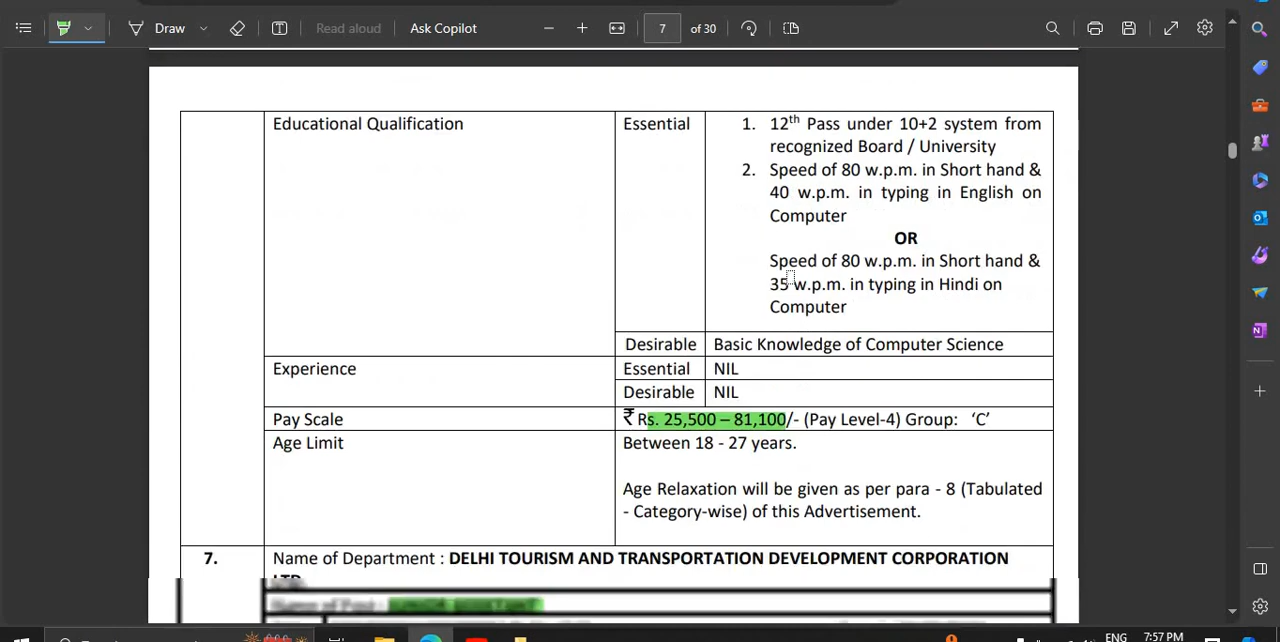 Draw
Read aloud
Ask Copilot
7 of 30
Educational Qualification
Essential
1. 12th Pass under 10+2 system from
recognized Board / University
2. Speed of 80 w.p.m. in Short hand &
40 w.p.m. in typing in English on
Computer
OR
Speed of 80 w.p.m. in Short hand &
35 w.p.m. in typing in Hindi on
Computer
Desirable Basic Knowledge of Computer Science
Experience Essential NIL
Desirable NIL
Pay Scale ₹ Rs. 25,500 – 81,100/- (Pay Level-4) Group: ‘C’
Age Limit Between 18 - 27 years.
Age Relaxation will be given as per para - 8 (Tabulated
- Category-wise) of this Advertisement.
7. Name of Department : DELHI TOURISM AND TRANSPORTATION DEVELOPMENT CORPORATION
LTD.
Name of Post :
7:57 PM